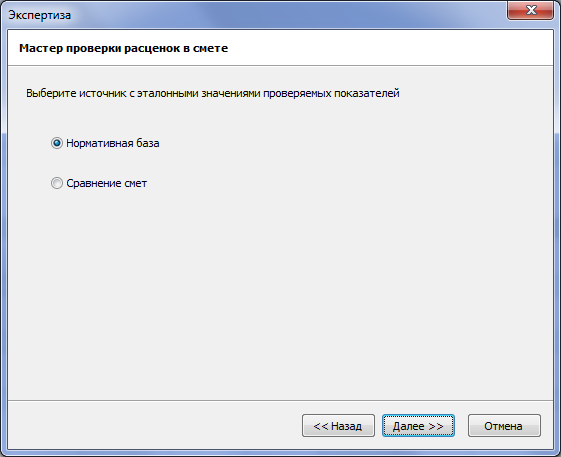 Экспертиза
Мастер проверки расценок в смете
Выберите источник с эталонными значениями проверяемых показателей
Нормативная база
Сравнение смет
<< Назад
Далее >>
Отмена